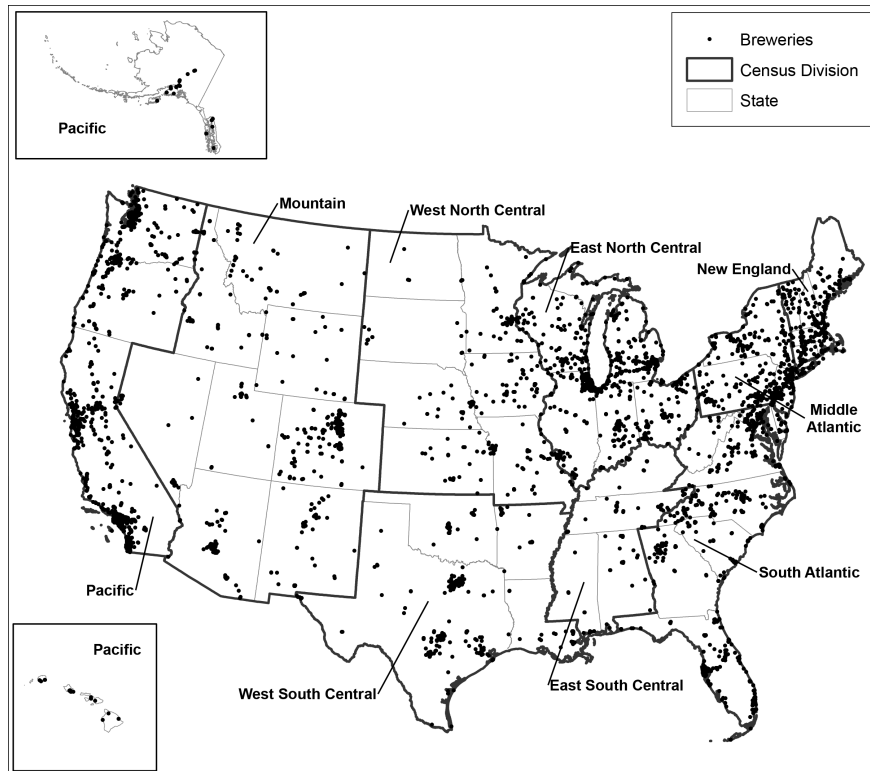 Pacific
Breweries
Census Division
State
Mountain
West North Central
East North Central
New England
Middle
Atlantic
South Atlantic
Pacific
Pacific
West South Central
East South Central